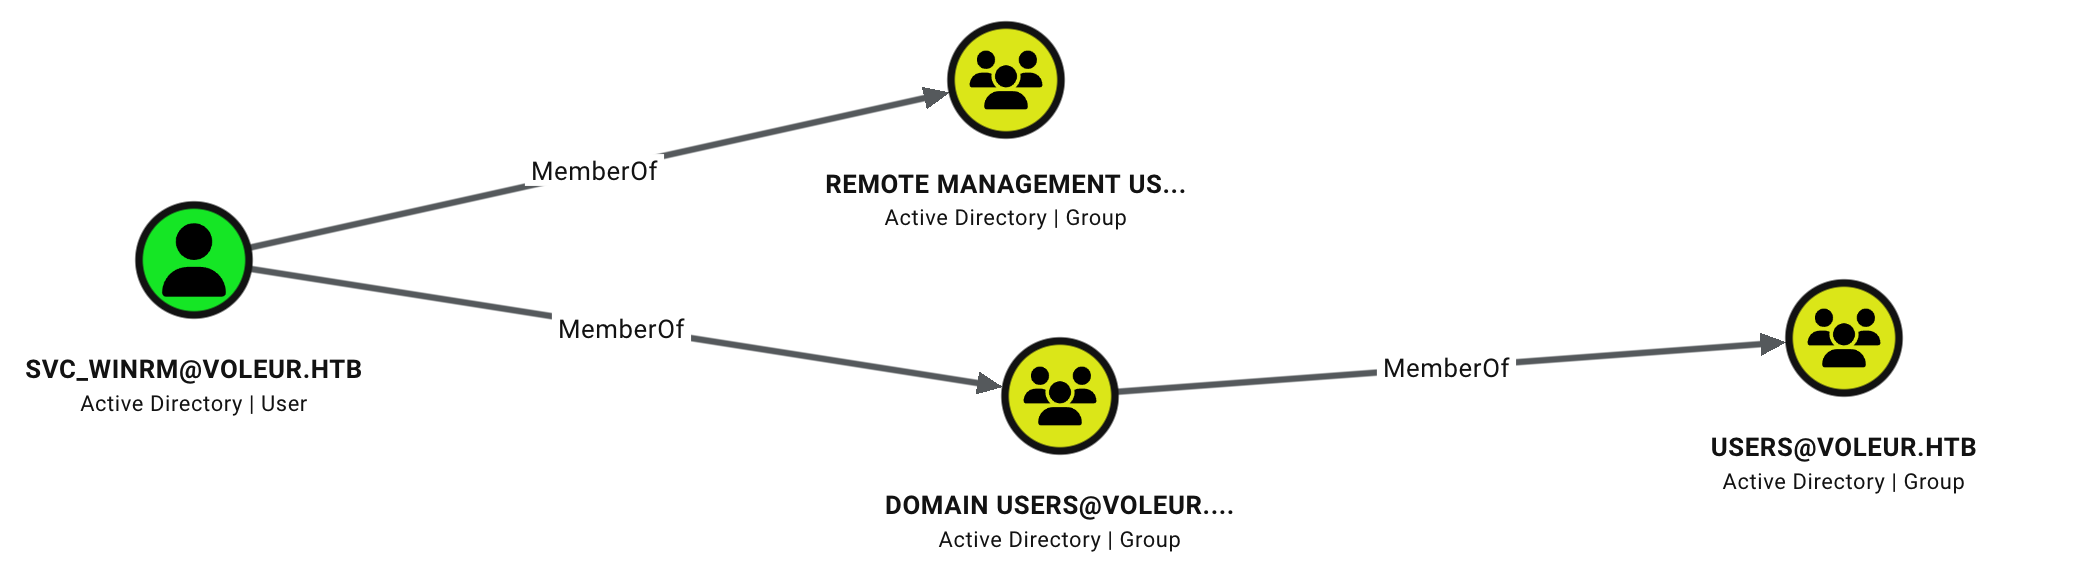 MemberOf
REMOTE MANAGEMENT US...
Active Directory | Group
SVC_WINRM@VOLEUR.HTB
Active Directory | User
MemberOf
DOMAIN USERS@VOLEUR....
Active Directory | Group
MemberOf
USERS@VOLEUR.HTB
Active Directory | Group